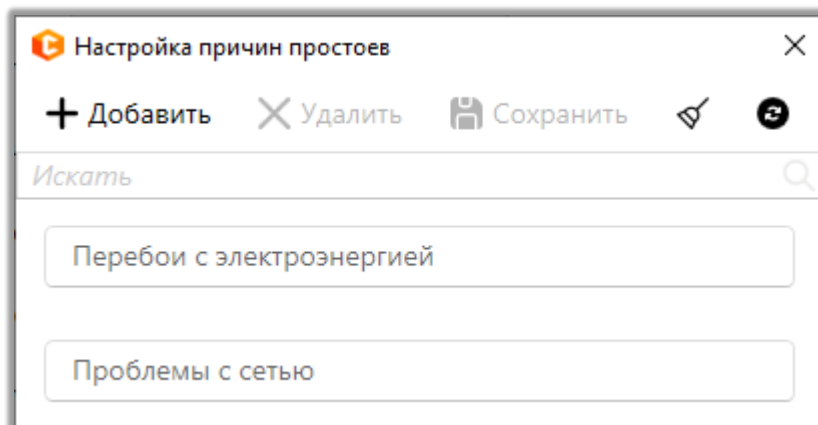 Настройка причин простоев
Добавить Удалить Сохранить
Искать
Перебои с электроэнергией
Проблемы с сетью